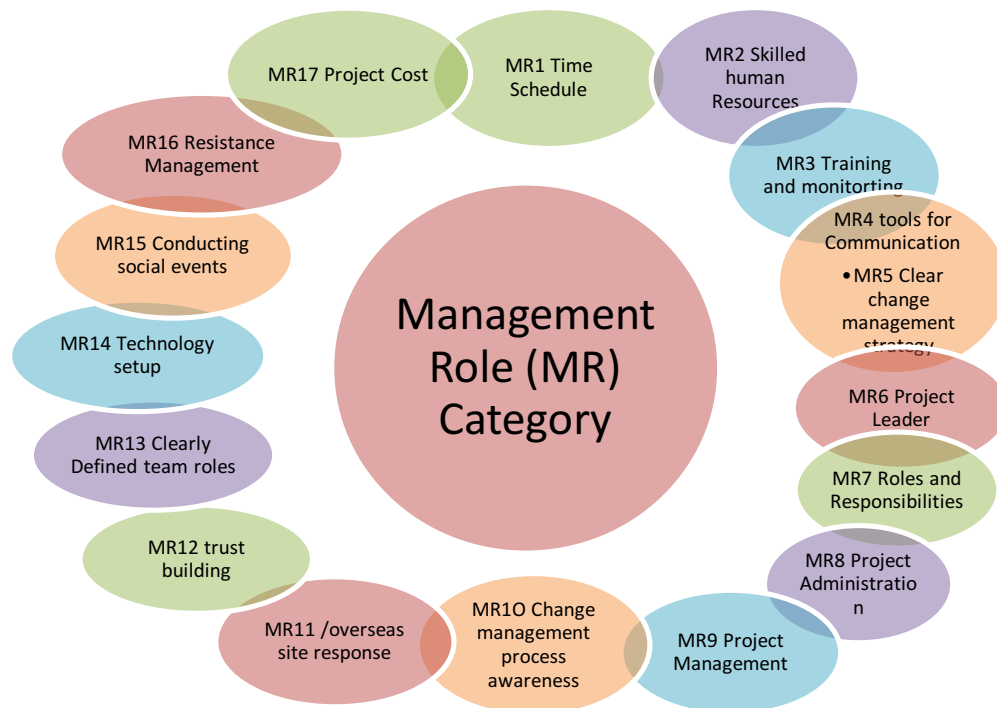 Management
Role (MR)
Category
MR1 Time
Schedule
MR2 Skilled
human
Resources
MR3 Training
and monitorting
MR4 tools for
Communication
•MR5 Clear
change
management
strategy
MR6 Project
Leader
MR7 Roles and
Responsibilities
MR8 Project
Administratio
n
MR9 Project
Management
MR1O Change
management
process
awareness
MR11 /overseas
site response
MR12 trust
building
MR13 Clearly
Defined team roles
MR14 Technology
setup
MR15 Conducting
social events
MR16 Resistance
Management
MR17 Project Cost